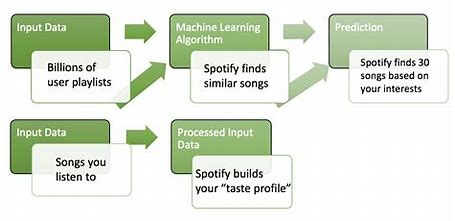 Input Data
Billions of
user playlists
Machine Learning
Algorithm
Spotify finds
similar songs
Prediction
Spotify finds 30
songs based on
your interests
Input Data
Songs you
listen to
Processed Input
Data
Spotify builds
your “taste profile”